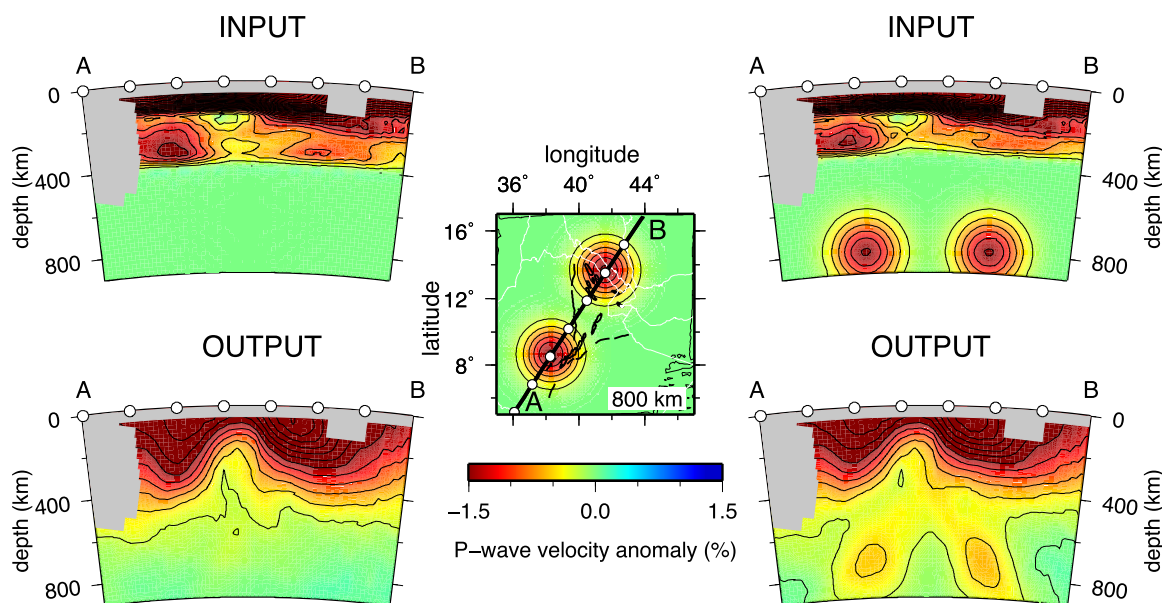 INPUT
A
B
0
400
800
depth (km)
OUTPUT
A
B
0
400
800
depth (km)
longitude
36˚
40˚
44˚
16˚
12˚
8˚
latitude
B
A
800 km
−1.5
0.0
1.5
P−wave velocity anomaly (%)
INPUT
A
B
0
400
800
depth (km)
OUTPUT
A
B
0
400
800
depth (km)